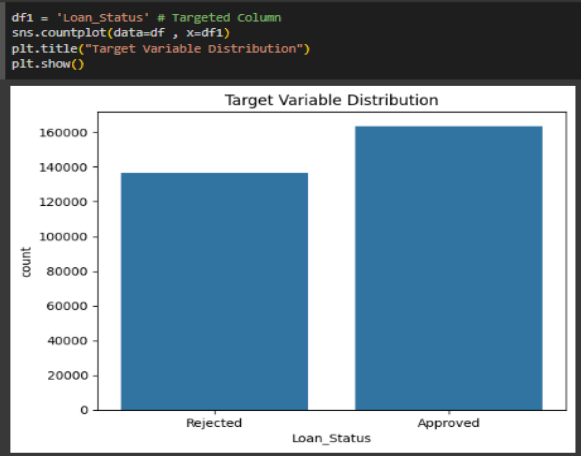 df1 = 'Loan_Status' # Targeted Column
sns.countplot(data=df , x=df1)
plt.title("Target Variable Distribution")
plt.show()
Target Variable Distribution
160000
140000
120000
100000
80000
60000
40000
20000
0
count
Rejected Approved
Loan_Status